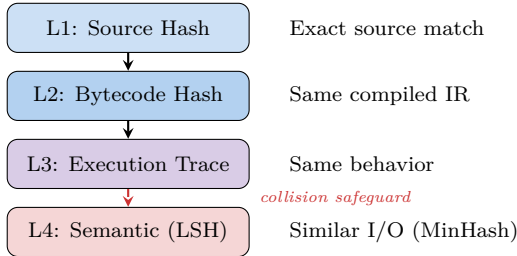 L1: Source Hash Exact source match
L2: Bytecode Hash Same compiled IR
L3: Execution Trace Same behavior
collision safeguard
L4: Semantic (LSH) Similar I/O (MinHash)